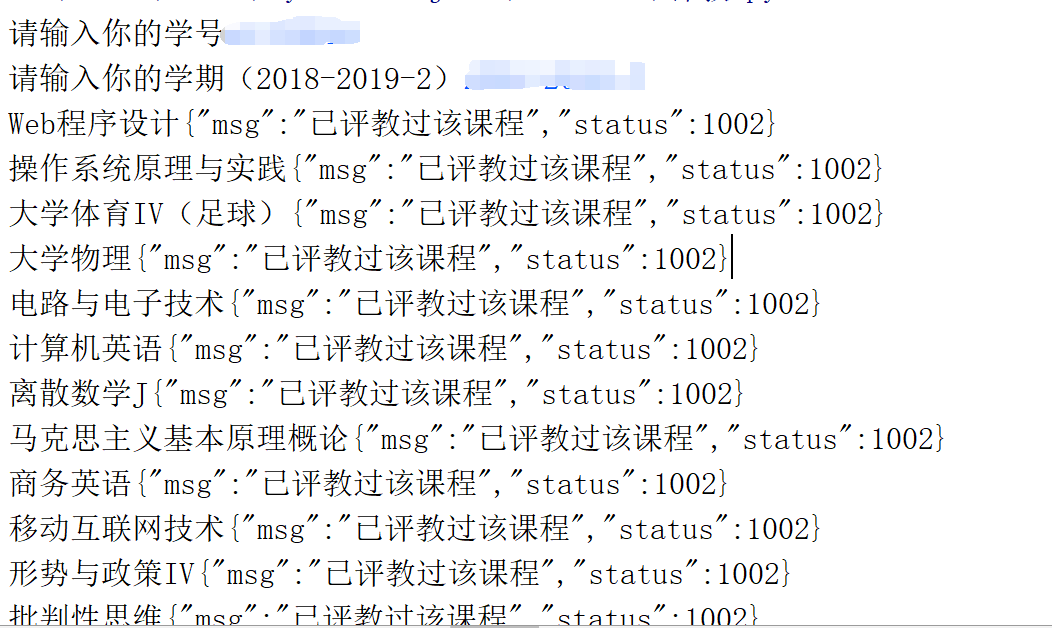 请输入你的学号
请输入你的学期（2018-2019-2）
Web程序设计{"msg":"已评教过该课程","status":1002}
操作系统原理与实践{"msg":"已评教过该课程","status":1002}
大学体育IV（足球）{"msg":"已评教过该课程","status":1002}
大学物理{"msg":"已评教过该课程","status":1002}
电路与电子技术{"msg":"已评教过该课程","status":1002}
计算机英语{"msg":"已评教过该课程","status":1002}
离散数学J{"msg":"已评教过该课程","status":1002}
马克思主义基本原理概论{"msg":"已评教过该课程","status":1002}
商务英语{"msg":"已评教过该课程","status":1002}
移动互联网技术{"msg":"已评教过该课程","status":1002}
形势与政策IV{"msg":"已评教过该课程","status":1002}
批判性思维{"msg":"已评教过该课程","status":1002}